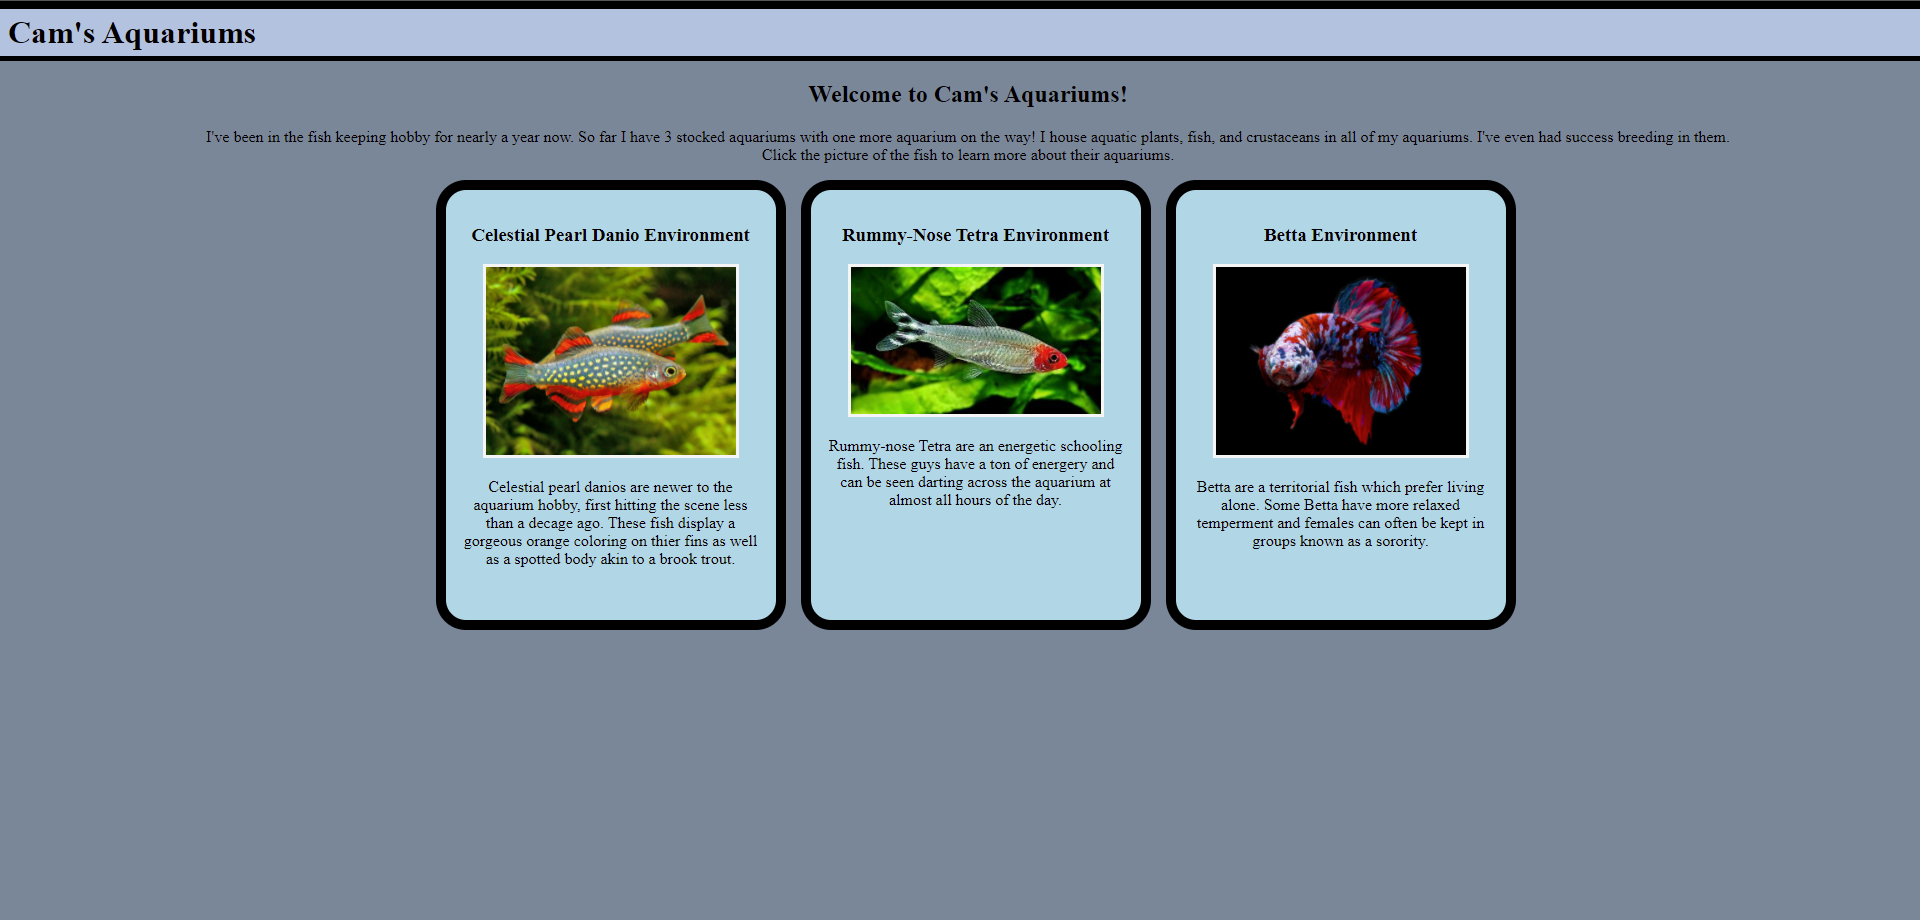 Cam's Aquariums
Welcome to Cam's Aquariums!
I've been in the fish keeping hobby for nearly a year now. So far I have 3 stocked aquariums with one more aquarium on the way! I house aquatic plants, fish, and crustaceans in all of my aquariums. I've even had success breeding in them.
Click the picture of the fish to learn more about their aquariums.
Celestial Pearl Danio Environment
Celestial pearl danios are newer to the
aquarium hobby, first hitting the scene less
than a decage ago. These fish display a
gorgeous orange coloring on thier fins as well
as a spotted body akin to a brook trout.
Rummy-Nose Tetra Environment
Rummy-nose Tetra are an energetic schooling
fish. These guys have a ton of energery and
can be seen darting across the aquarium at
almost all hours of the day.
Betta Environment
Betta are a territorial fish which prefer living
alone. Some Betta have more relaxed
temperment and females can often be kept in
groups known as a sorority.